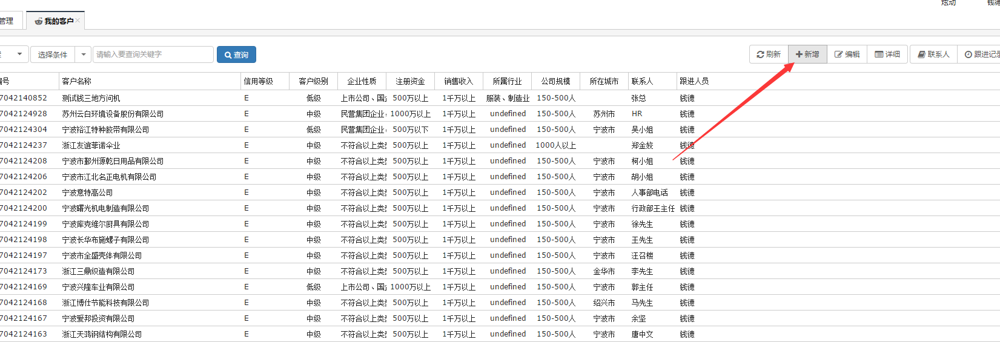 炫动 钱德
管理 我的客户
选择条件 请输入要查询关键字 查询 刷新 新增 编辑 详细 联系人 跟进记录
编号 客户名称 信用等级 客户级别 企业性质 注册资金 销售收入 所属行业 公司规模 所在城市 联系人 跟进人员
7042140852 测试钱三地方问机 E 低级 上市公司、国企 500万以上 1千万以上 服装、制造业 150-500人 张总 钱德
7042124928 苏州云白环境设备股份有限公司 E 中级 民营集团企业, 1000万以上 1千万以上 undefined 150-500人 苏州市 HR 钱德
7042124304 宁波裕江特种胶带有限公司 E 低级 民营集团企业, 500万以下 1千万以上 undefined 150-500人 宁波市 吴小姐 钱德
7042124237 浙江友谊菲诺伞业 E 中级 不符合以上类型 500万以上 1千万以上 undefined 1000人以上 郑金姣 钱德
7042124208 宁波市鄞州源乾日用品有限公司 E 中级 不符合以上类型 500万以上 1千万以上 undefined 150-500人 宁波市 柯小姐 钱德
7042124206 宁波市江北名正电机有限公司 E 中级 不符合以上类型 500万以上 1千万以上 undefined 150-500人 宁波市 胡小姐 钱德
7042124202 宁波意特高公司 E 中级 不符合以上类型 500万以上 1千万以上 undefined 150-500人 宁波市 人事部电话 钱德
7042124200 宁波曙光机电制造有限公司 E 中级 不符合以上类型 500万以上 1千万以上 undefined 150-500人 宁波市 行政部王主任 钱德
7042124199 宁波库克维尔厨具有限公司 E 中级 不符合以上类型 500万以上 1千万以上 undefined 150-500人 宁波市 徐先生 钱德
7042124198 宁波长华布施螺子有限公司 E 中级 不符合以上类型 500万以上 1千万以上 undefined 150-500人 宁波市 王先生 钱德
7042124197 宁波市全盛壳体有限公司 E 中级 不符合以上类型 500万以上 1千万以上 undefined 150-500人 宁波市 汪召楼 钱德
7042124173 浙江三鼎织造有限公司 E 中级 不符合以上类型 500万以上 1千万以上 undefined 150-500人 金华市 李先生 钱德
7042124169 宁波兴隆车业有限公司 E 低级 上市公司、国企 1000万以上 1千万以上 undefined 150-500人 宁波市 郭主任 钱德
7042124168 浙江博仕节能科技有限公司 E 中级 不符合以上类型 500万以上 1千万以上 undefined 150-500人 绍兴市 马先生 钱德
7042124167 宁波爱邦投资有限公司 E 中级 不符合以上类型 500万以上 1千万以上 undefined 150-500人 宁波市 余坚 钱德
7042124163 浙江天鸿钢结构有限公司 E 中级 不符合以上类型 500万以上 1千万以上 undefined 150-500人 宁波市 唐中文 钱德